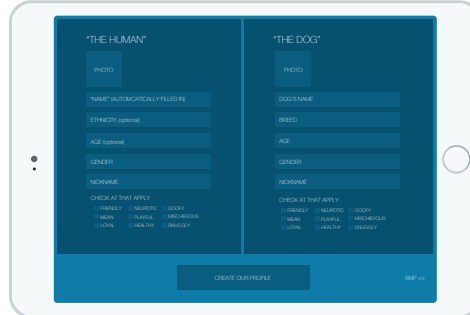 "THE HUMAN"
PHOTO
"NAME" (AUTOMCATICALLY FILLED IN)
ETHNICITY (optional)
AGE (optional)
GENDER
NICKNAME
CHECK AT THAT APPLY
FRIENDLY NEUROTIC GOOFY
MEAN PLAYFUL MISCHIEVOUS
LOYAL HEALTHY SNUGGLY
"THE DOG"
PHOTO
DOG'S NAME
BREED
AGE
GENDER
NICKNAME
CHECK AT THAT APPLY
FRIENDLY NEUROTIC GOOFY
MEAN PLAYFUL MISCHIEVOUS
LOYAL HEALTHY SNUGGLY
CREATE OUR PROFILE
SKIP >>